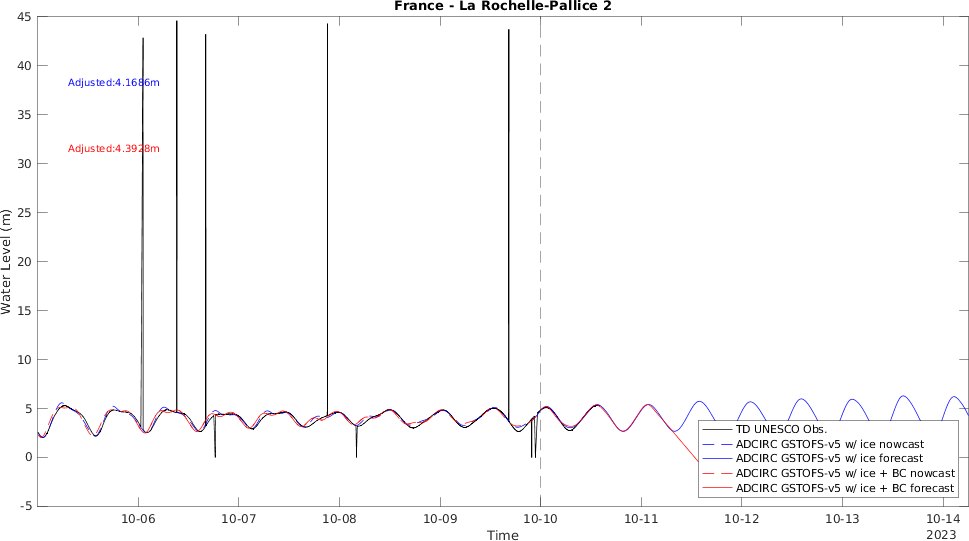 France - La Rochelle-Pallice 2
45
40
35
30
25
20
15
10
5
0
-5
Water Level (m)
Adjusted:4.1686m
Adjusted:4.3928m
TD UNESCO Obs.
ADCIRC GSTOFS-v5 w/ ice nowcast
ADCIRC GSTOFS-v5 w/ ice forecast
ADCIRC GSTOFS-v5 w/ ice + BC nowcast
ADCIRC GSTOFS-v5 w/ ice + BC forecast
10-06 10-07 10-08 10-09 10-10 10-11 10-12 10-13 10-14
2023
Time